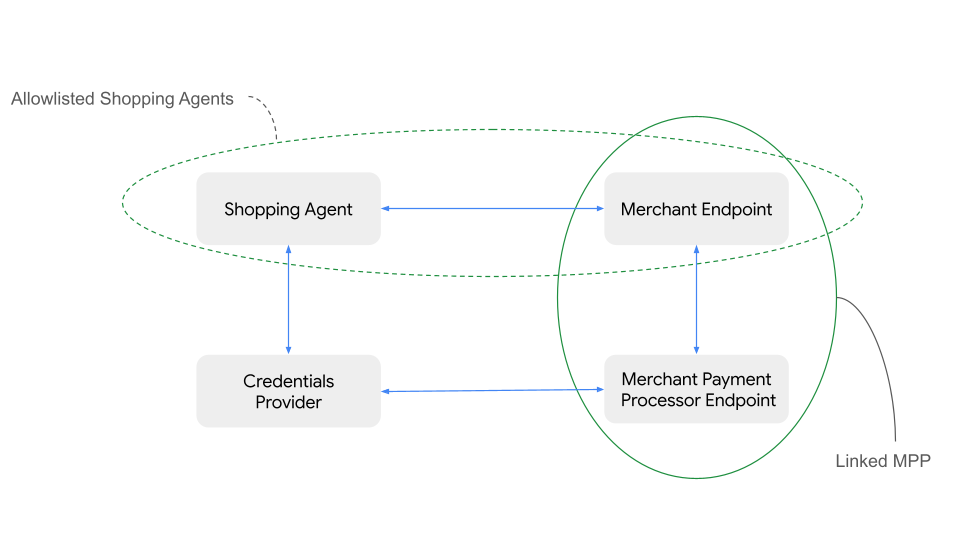 Allowlisted Shopping Agents
Shopping Agent
Merchant Endpoint
Credentials
Provider
Merchant Payment
Processor Endpoint
Linked MPP